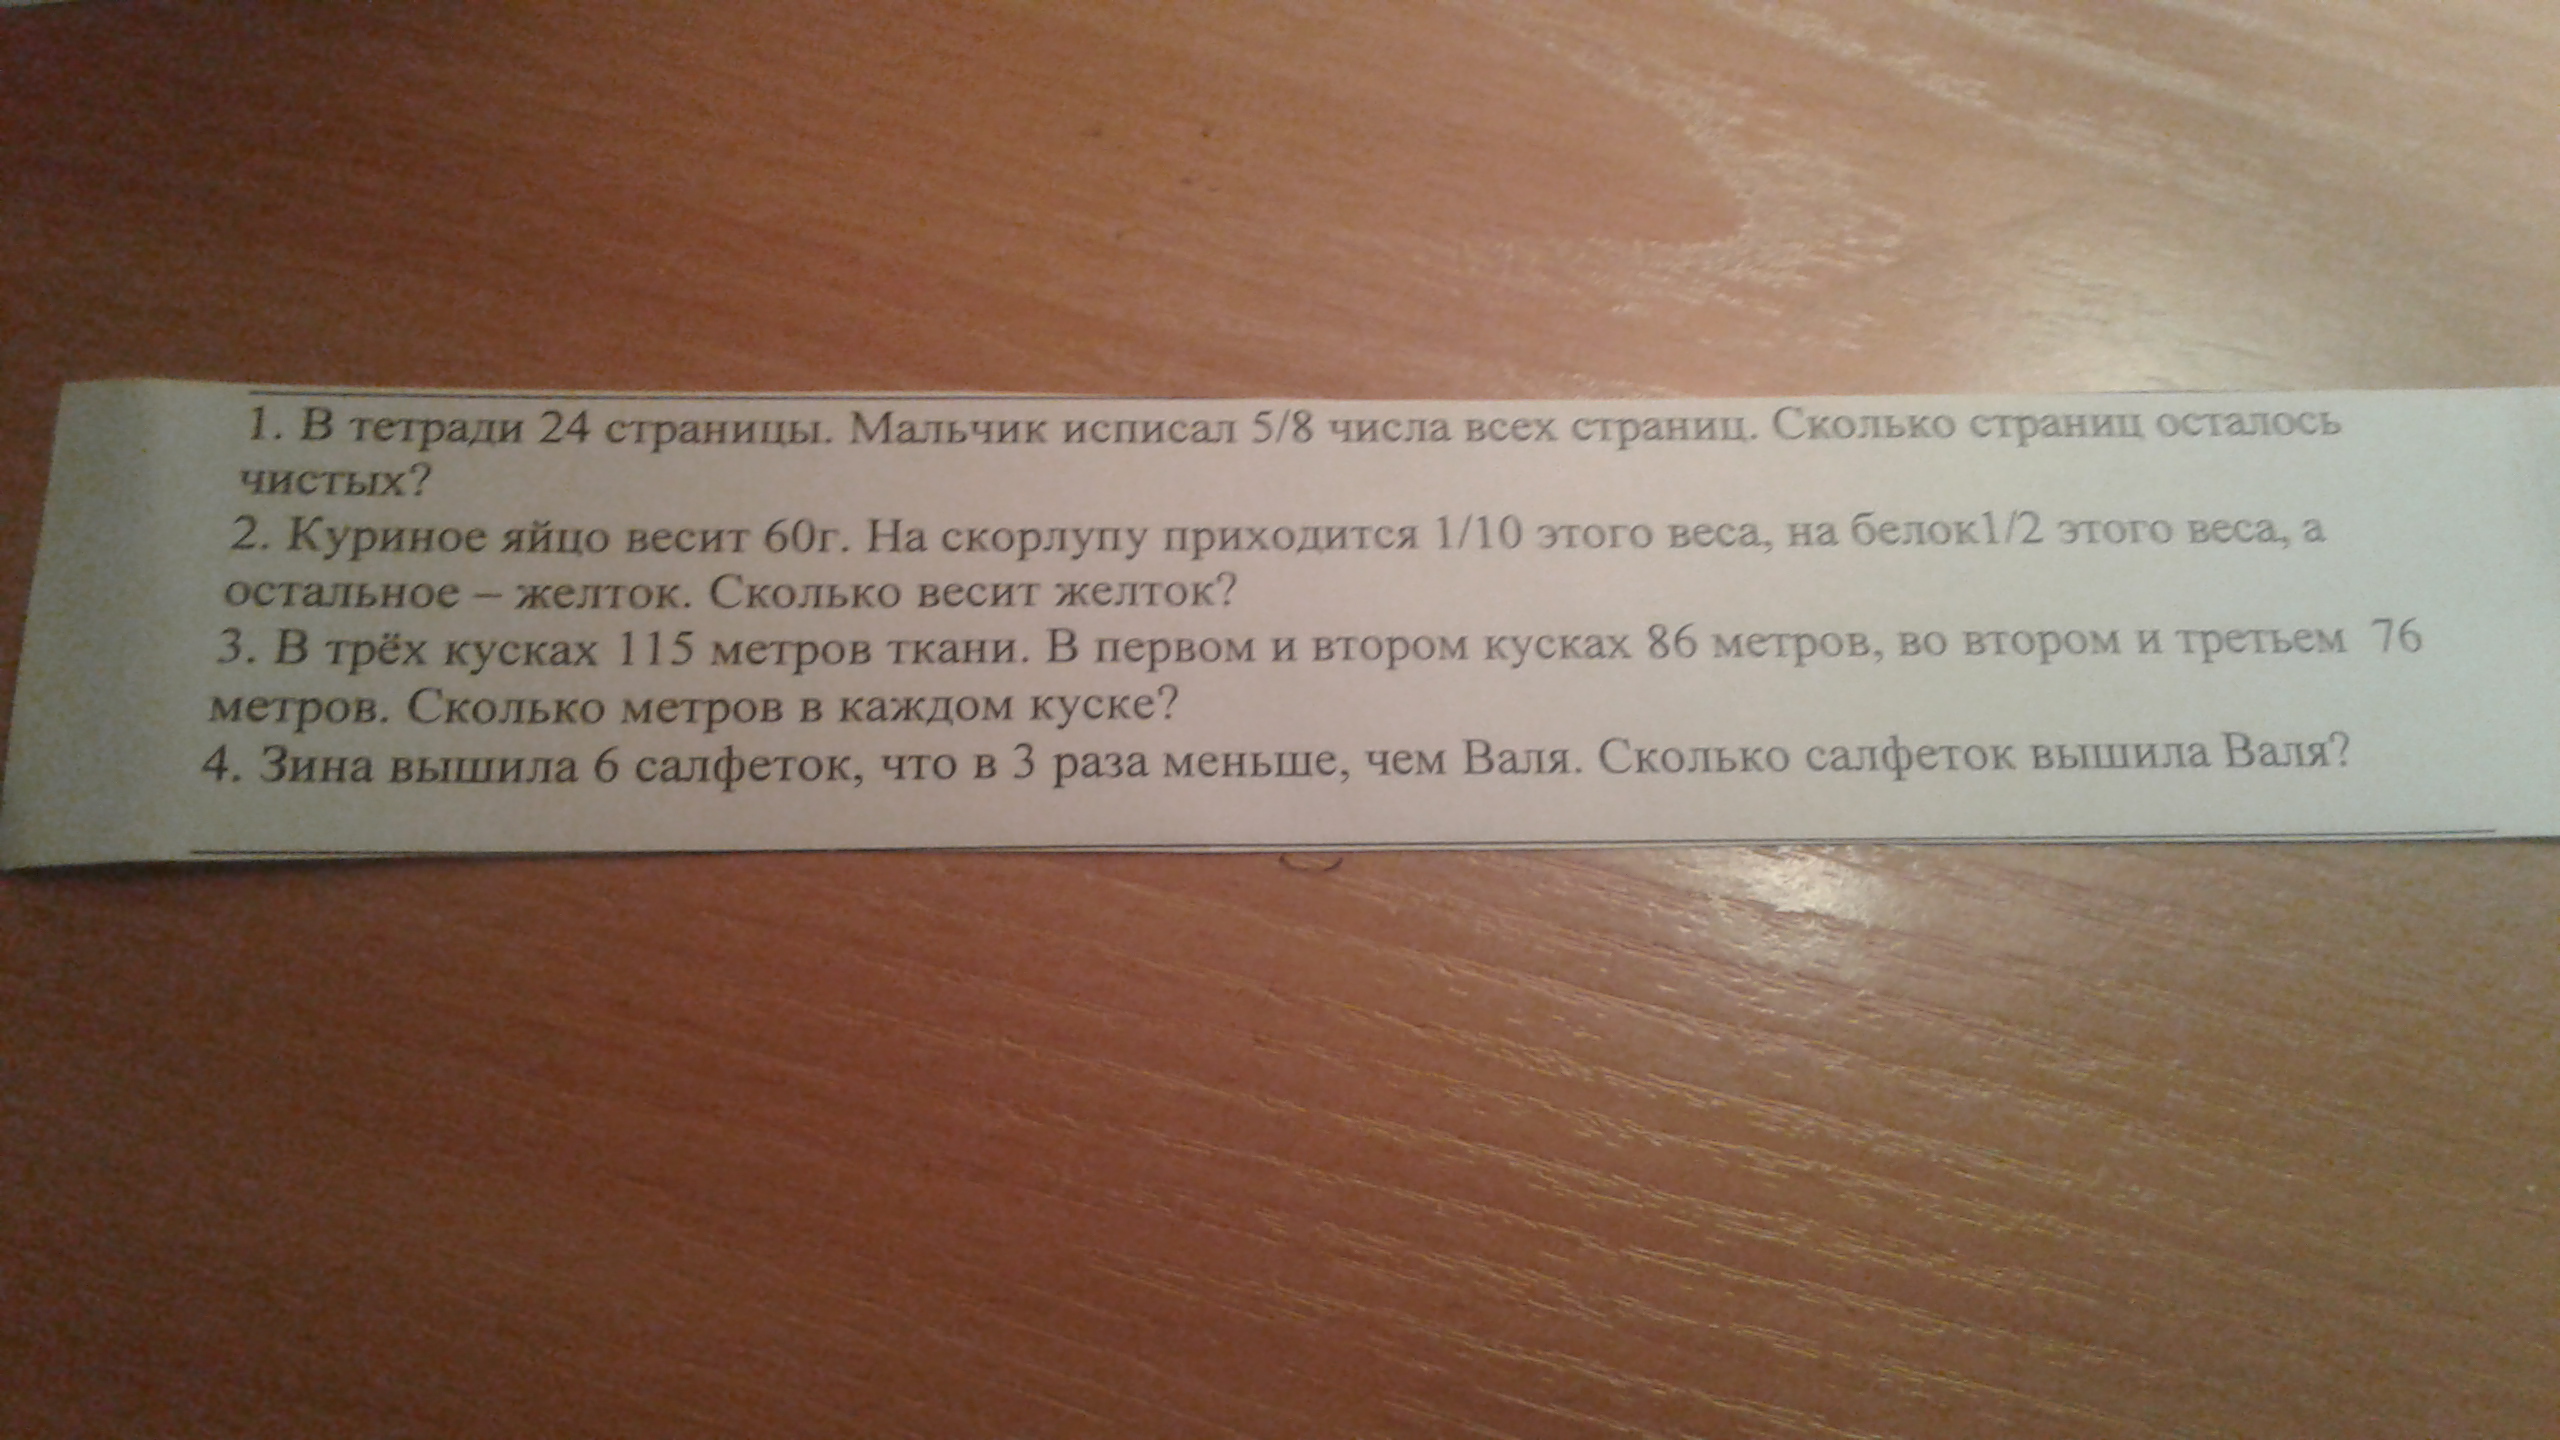 1. В тетради 24 страницы. Мальчик исписал 5/8 числа всех страниц. Сколько страниц осталось
чистых?
2. Куриное яйцо весит 60г. На скорлупу приходится 1/10 этого веса, на белок1/2 этого веса, а
остальное – желток. Сколько весит желток?
3. В трёх кусках 115 метров ткани. В первом и втором кусках 86 метров, во втором и третьем 76
метров. Сколько метров в каждом куске?
4. Зина вышила 6 салфеток, что в 3 раза меньше, чем Валя. Сколько салфеток вышила Валя?